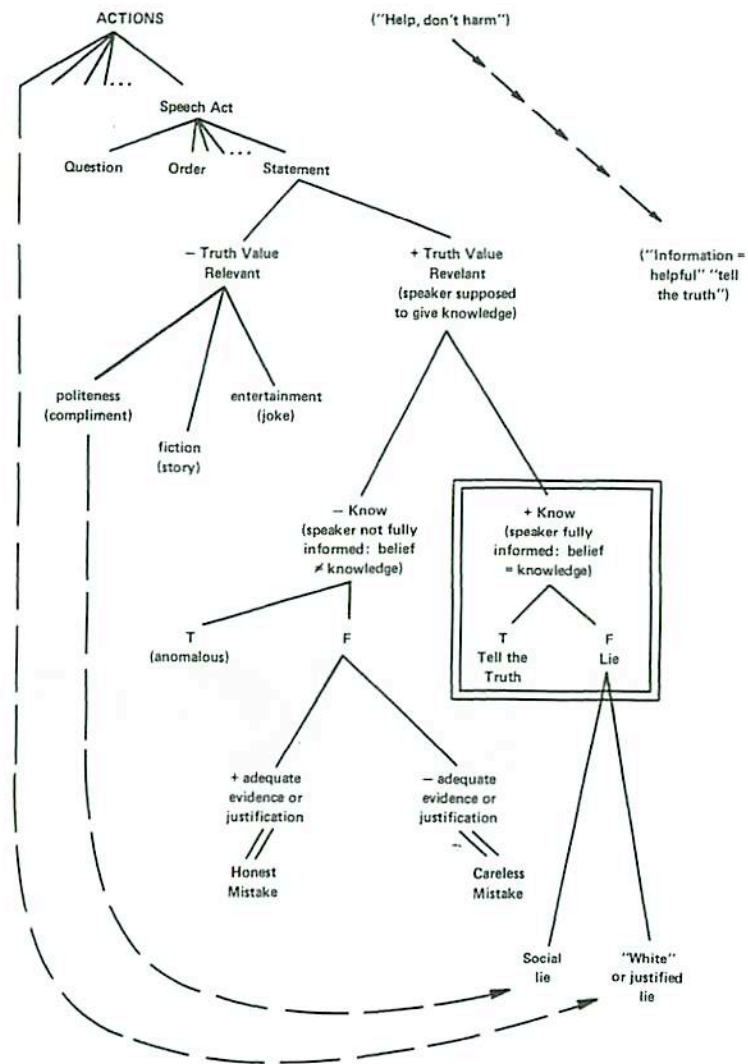 ACTIONS
("Help, don't harm")
....
Speech Act
....
Question
Order
Statement
– Truth Value
Relevant
+ Truth Value
Revelant
(speaker supposed
to give knowledge)
("Information =
helpful" "tell
the truth")
politeness
(compliment)
entertainment
(joke)
fiction
(story)
– Know
(speaker not fully
informed: belief
≠ knowledge)
+ Know
(speaker fully
informed: belief
= knowledge)
T
(anomalous)
F
T
Tell the
Truth
F
Lie
+ adequate
evidence or
justification
– adequate
evidence or
justification
Honest
Mistake
Careless
Mistake
Social
lie
"White"
or justified
lie